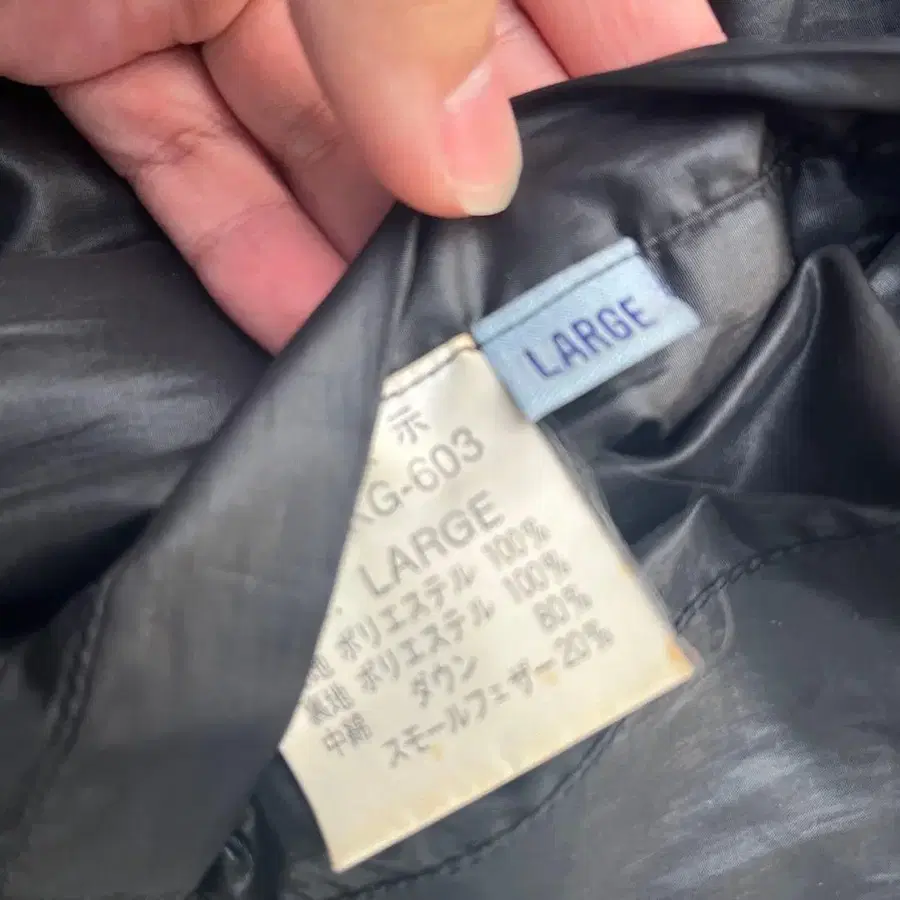 LARGE
示
G-603
LARGE
地 ポリエステル 100%
裏地 ポリエステル 100%
中綿 ダウン 80%
スモールフェザー 20%